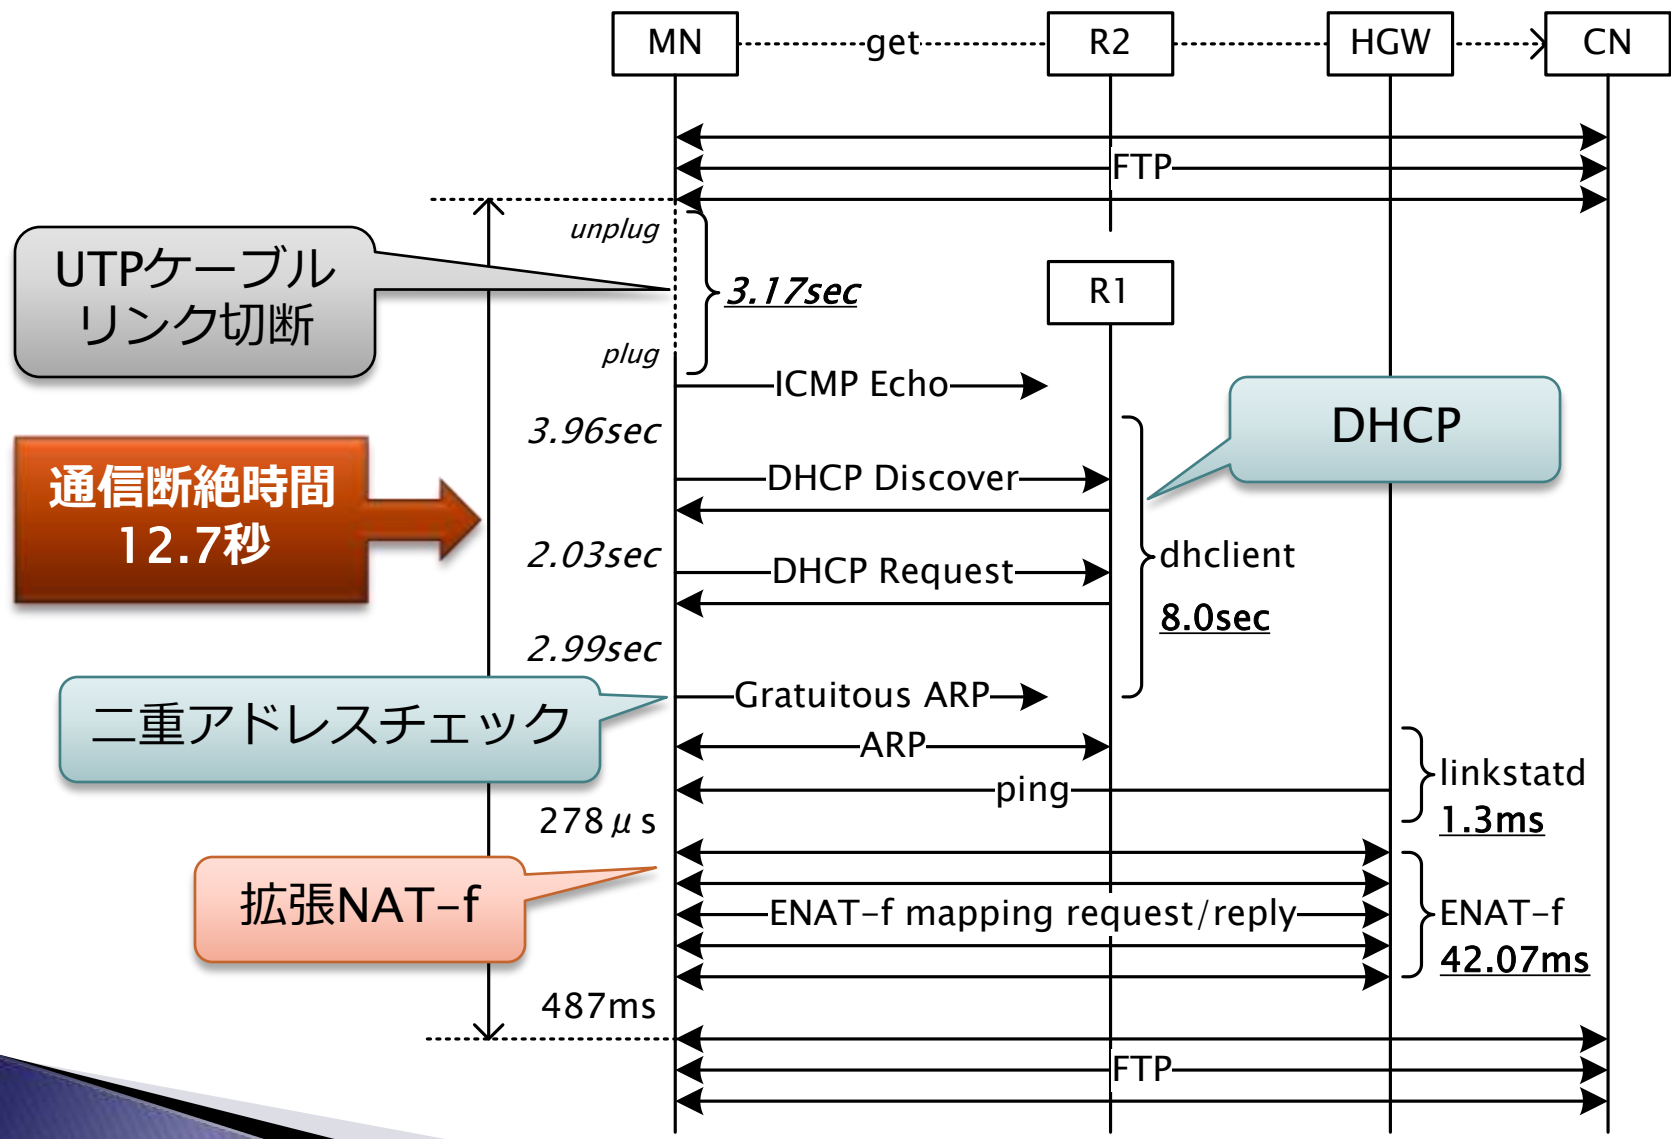 MN
get
R2
HGW
CN
FTP
unplug
UTPケーブル
リンク切断
3.17sec
R1
plug
ICMP Echo
3.96sec
DHCP
通信断絶時間
12.7秒
DHCP Discover
2.03sec
dhclient
DHCP Request
8.0sec
2.99sec
二重アドレスチェック
Gratuitous ARP
ARP
linkstatd
ping
278μs
1.3ms
拡張NAT-f
ENAT-f mapping request/reply
ENAT-f
42.07ms
487ms
FTP